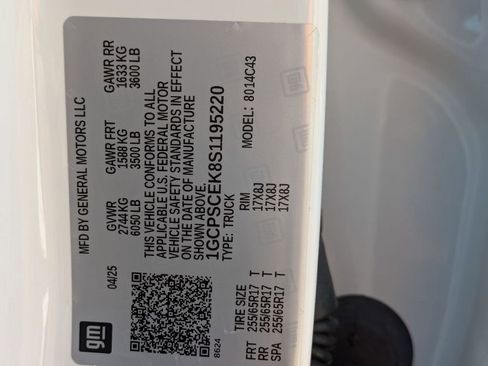 gm
04/25
MFD BY GENERAL MOTORS LLC
GVWR GAWR FRT GAWR RR
2744 KG 1588 KG 1633 KG
6050 LB 3500 LB 3600 LB
THIS VEHICLE CONFORMS TO ALL
APPLICABLE U.S. FEDERAL MOTOR
VEHICLE SAFETY STANDARDS IN EFFECT
ON THE DATE OF MANUFACTURE
SHOWN ABOVE.
1GCPSCEK8S1195220
TYPE: TRUCK MODEL: 8014C43
8624
TIRE SIZE RIM
FRT 255/65R17 T 17X8J
RR 255/65R17 T 17X8J
SPA 255/65R17 T 17X8J